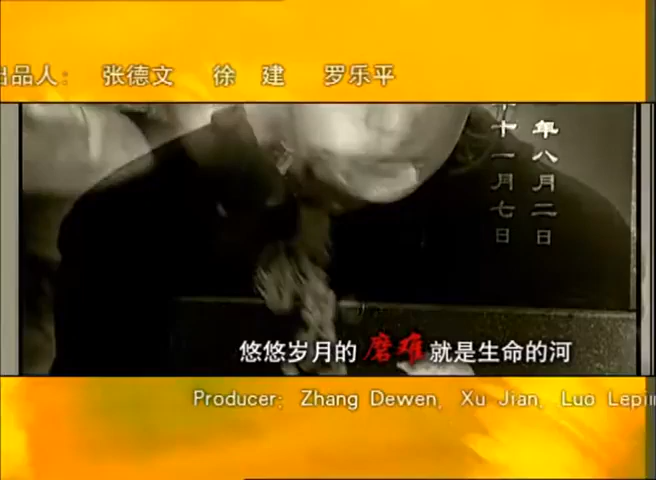 出品人： 张德文 徐 建 罗乐平
年八月二日
十一月七日
悠悠岁月的磨难就是生命的河
Producer: Zhang Dewen, Xu Jian, Luo Lepin